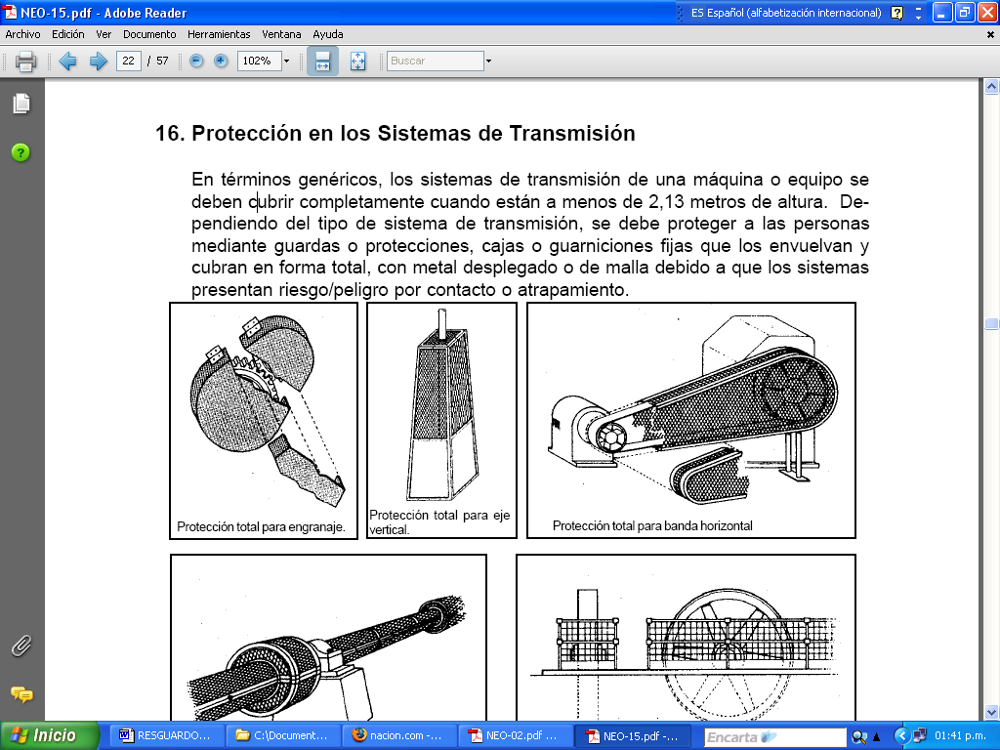 NEO-15.pdf - Adobe Reader
ES Español (alfabetización internacional)
Archivo Edición Ver Documento Herramientas Ventana Ayuda
22 / 57 102% Buscar
16. Protección en los Sistemas de Transmisión
En términos genéricos, los sistemas de transmisión de una máquina o equipo se
deben cubrir completamente cuando están a menos de 2,13 metros de altura. De-
pendiendo del tipo de sistema de transmisión, se debe proteger a las personas
mediante guardas o protecciones, cajas o guarniciones fijas que los envuelvan y
cubran en forma total, con metal desplegado o de malla debido a que los sistemas
presentan riesgo/peligro por contacto o atrapamiento.
Protección total para engranaje.
Protección total para eje
vertical.
Protección total para banda horizontal
Inicio
RESGUARDO...
C:\Document...
nacion.com -...
NEO-02.pdf ...
NEO-15.pdf -...
Encarta
01:41 p.m.